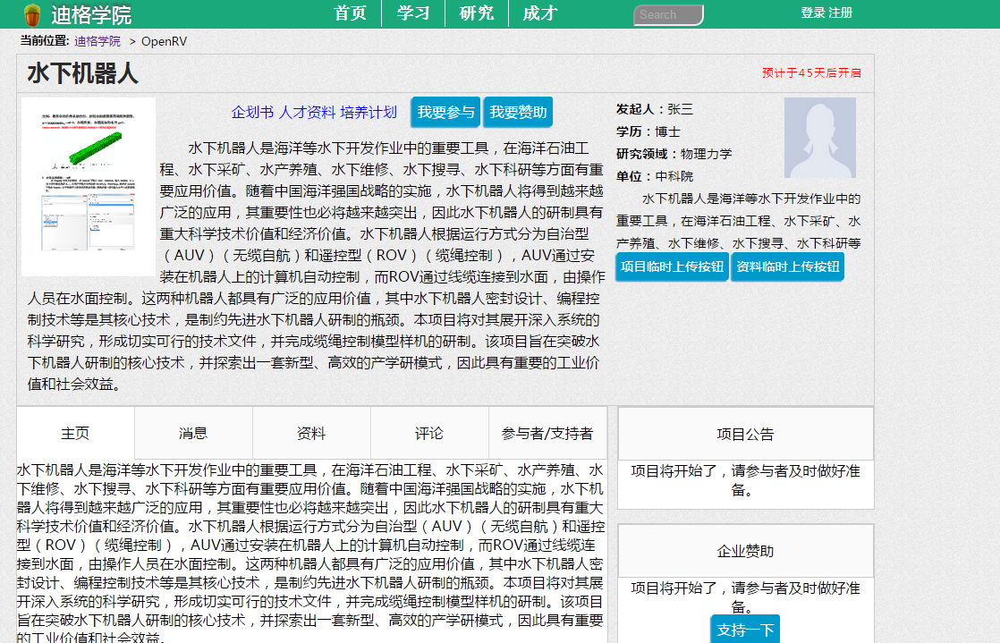 迪格学院 首页 学习 研究 成才 Search 登录 注册
当前位置: 迪格学院 > OpenRV
水下机器人
预计于45天后开启
企划书 人才资料 培养计划 我要参与 我要赞助
水下机器人是海洋等水下开发作业中的重要工具，在海洋石油工
程、水下采矿、水产养殖、水下维修、水下搜寻、水下科研等方面有重
要应用价值。随着中国海洋强国战略的实施，水下机器人将得到越来越
广泛的应用，其重要性也必将越来越突出，因此水下机器人的研制具有
重大科学技术价值和经济价值。水下机器人根据运行方式分为自治型
（AUV）（无缆自航）和遥控型（ROV）（缆绳控制），AUV通过安
装在机器人上的计算机自动控制，而ROV通过线缆连接到水面，由操作
人员在水面控制。这两种机器人都具有广泛的应用价值，其中水下机器人密封设计、编程控
制技术等是其核心技术，是制约先进水下机器人研制的瓶颈。本项目将对其展开深入系统的
科学研究，形成切实可行的技术文件，并完成缆绳控制模型样机的研制。该项目旨在突破水
下机器人研制的核心技术，并探索出一套新型、高效的产学研模式，因此具有重要的工业价
值和社会效益。
发起人：张三
学历：博士
研究领域：物理力学
单位：中科院
水下机器人是海洋等水下开发作业中的
重要工具，在海洋石油工程、水下采矿、水
产养殖、水下维修、水下搜寻、水下科研等
项目临时上传按钮 资料临时上传按钮
主页 消息 资料 评论 参与者/支持者
水下机器人是海洋等水下开发作业中的重要工具，在海洋石油工程、水下采矿、水产养殖、水
下维修、水下搜寻、水下科研等方面有重要应用价值。随着中国海洋强国战略的实施，水下机
器人将得到越来越广泛的应用，其重要性也必将越来越突出，因此水下机器人的研制具有重大
科学技术价值和经济价值。水下机器人根据运行方式分为自治型（AUV）（无缆自航）和遥控
型（ROV）（缆绳控制），AUV通过安装在机器人上的计算机自动控制，而ROV通过线缆连
接到水面，由操作人员在水面控制。这两种机器人都具有广泛的应用价值，其中水下机器人密
封设计、编程控制技术等是其核心技术，是制约先进水下机器人研制的瓶颈。本项目将对其展
开深入系统的科学研究，形成切实可行的技术文件，并完成缆绳控制模型样机的研制。该项目
旨在突破水下机器人研制的核心技术，并探索出一套新型、高效的产学研模式，因此具有重要
的工业价值和社会效益。
项目公告
项目将开始了，请参与者及时做好准
备。
企业赞助
项目将开始了，请参与者及时做好准
备。
支持一下